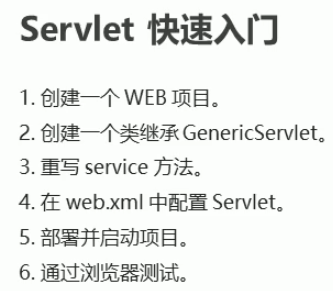 Servlet 快速入门
1. 创建一个 WEB 项目。
2. 创建一个类继承 GenericServlet。
3. 重写 service 方法。
4. 在 web.xml 中配置 Servlet。
5. 部署并启动项目。
6. 通过浏览器测试。